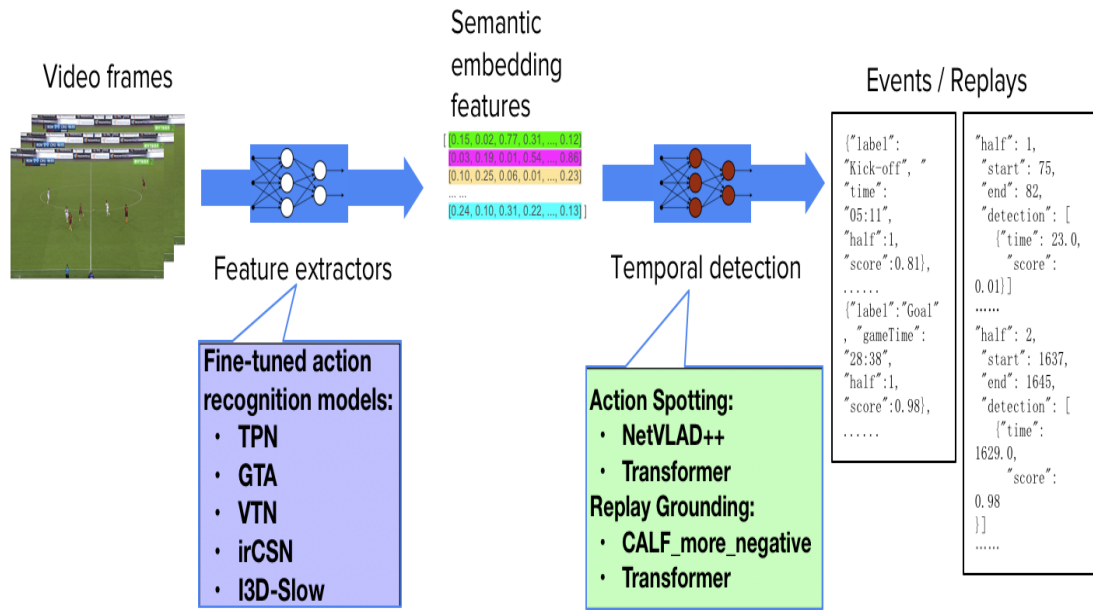 Video frames
Semantic
embedding
features
Events / Replays
[ [0.15, 0.02, 0.77, 0.31, ..., 0.12]
[0.03, 0.19, 0.01, 0.54, ..., 0.86]
[0.10, 0.25, 0.06, 0.01, ..., 0.23]
... ...
[0.24, 0.10, 0.31, 0.22, ..., 0.13] ]
Feature extractors
Temporal detection
Fine-tuned action
recognition models:
• TPN
• GTA
• VTN
• irCSN
• I3D-Slow
Action Spotting:
• NetVLAD++
• Transformer
Replay Grounding:
• CALF_more_negative
• Transformer
{"label":
"Kick-off", "
time":
"05:11",
"half":1,
"score":0.81},
......
{"label":"Goal"
, "gameTime":
"28:38",
"half":1,
"score":0.98},
......
"half": 1,
"start": 75,
"end": 82,
"detection": [
{"time": 23.0,
"score":
0.01}]
......
"half": 2,
"start": 1637,
"end": 1645,
"detection": [
{"time":
1629.0,
"score":
0.98
}]
......